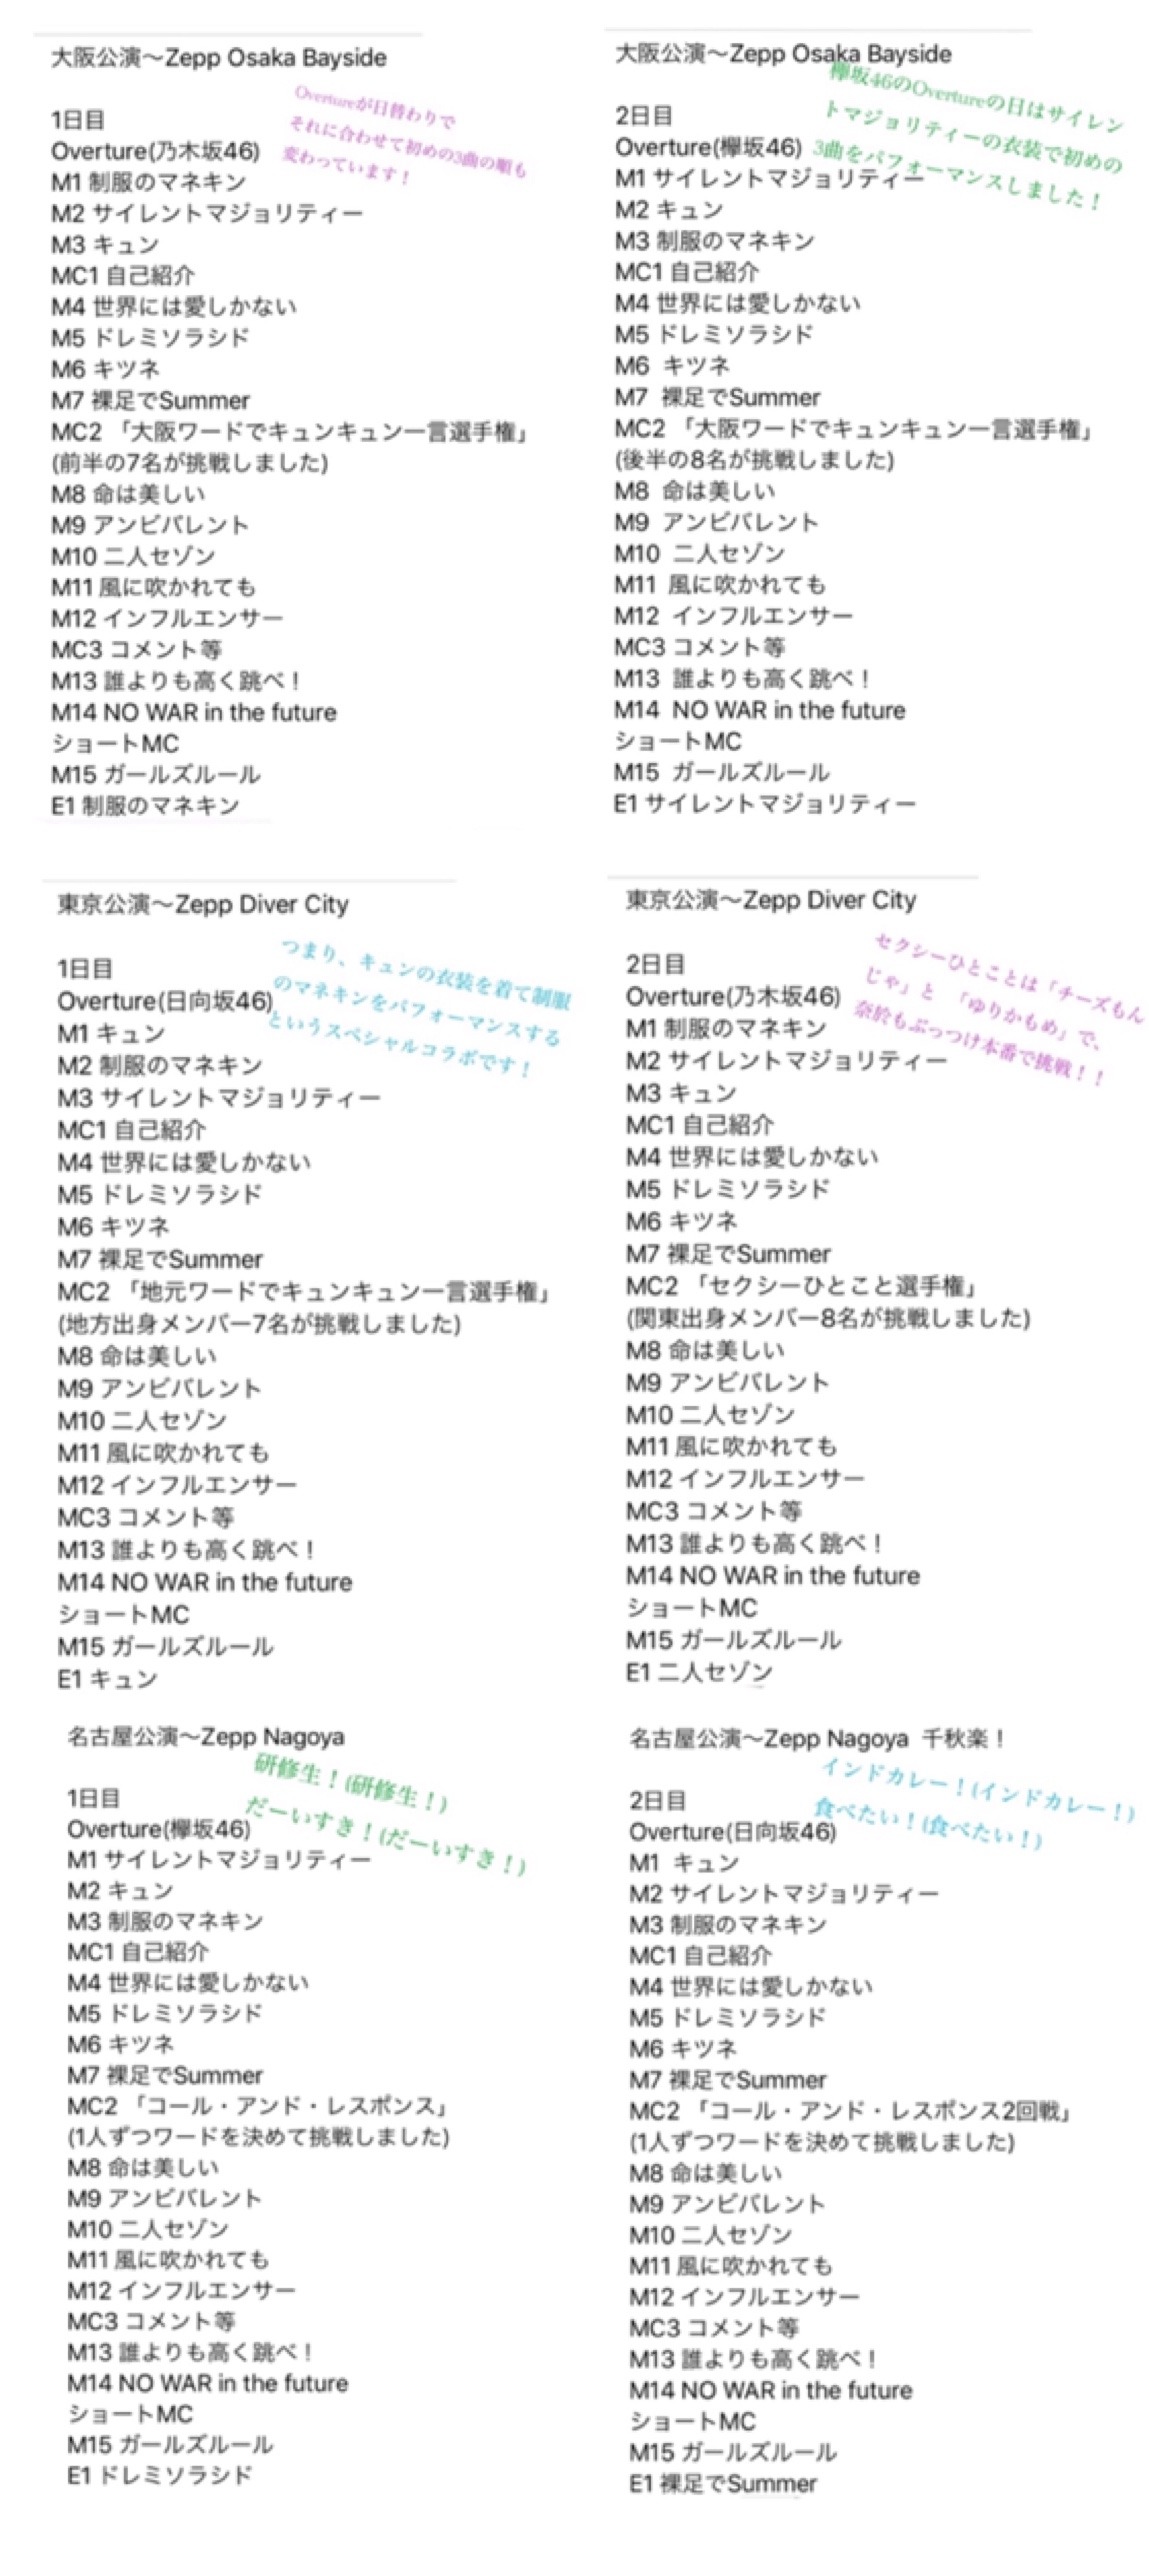 大阪公演〜Zepp Osaka Bayside
1日目
Overtureが日替わりで
それに合わせて初めの3曲の順も
変わっています！
Overture(乃木坂46)
M1 制服のマネキン
M2 サイレントマジョリティー
M3 キュン
MC1 自己紹介
M4 世界には愛しかない
M5 ドレミソラシド
M6 キツネ
M7 裸足でSummer
MC2 「大阪ワードでキュンキュン一言選手権」
(前半の7名が挑戦しました)
M8 命は美しい
M9 アンビバレント
M10 二人セゾン
M11 風に吹かれても
M12 インフルエンサー
MC3 コメント等
M13 誰よりも高く跳べ！
M14 NO WAR in the future
ショートMC
M15 ガールズルール
E1 制服のマネキン
大阪公演〜Zepp Osaka Bayside
欅坂46のOvertureの日はサイレン
トマジョリティーの衣装で初めの
3曲をパフォーマンスしました！
2日目
Overture(欅坂46)
M1 サイレントマジョリティー
M2 キュン
M3 制服のマネキン
MC1 自己紹介
M4 世界には愛しかない
M5 ドレミソラシド
M6 キツネ
M7 裸足でSummer
MC2 「大阪ワードでキュンキュン一言選手権」
(後半の8名が挑戦しました)
M8 命は美しい
M9 アンビバレント
M10 二人セゾン
M11 風に吹かれても
M12 インフルエンサー
MC3 コメント等
M13 誰よりも高く跳べ！
M14 NO WAR in the future
ショートMC
M15 ガールズルール
E1 サイレントマジョリティー
東京公演〜Zepp Diver City
つまり、キュンの衣装を着て制服
のマネキンをパフォーマンスする
というスペシャルコラボです！
1日目
Overture(日向坂46)
M1 キュン
M2 制服のマネキン
M3 サイレントマジョリティー
MC1 自己紹介
M4 世界には愛しかない
M5 ドレミソラシド
M6 キツネ
M7 裸足でSummer
MC2 「地元ワードでキュンキュン一言選手権」
(地方出身メンバー7名が挑戦しました)
M8 命は美しい
M9 アンビバレント
M10 二人セゾン
M11 風に吹かれても
M12 インフルエンサー
MC3 コメント等
M13 誰よりも高く跳べ！
M14 NO WAR in the future
ショートMC
M15 ガールズルール
E1 キュン
東京公演〜Zepp Diver City
セクシーひとことは「チーズもん
じゃ」と 「ゆりかもめ」で、
奈於もぶっつけ本番で挑戦！！
2日目
Overture(乃木坂46)
M1 制服のマネキン
M2 サイレントマジョリティー
M3 キュン
MC1 自己紹介
M4 世界には愛しかない
M5 ドレミソラシド
M6 キツネ
M7 裸足でSummer
MC2 「セクシーひとこと選手権」
(関東出身メンバー8名が挑戦しました)
M8 命は美しい
M9 アンビバレント
M10 二人セゾン
M11 風に吹かれても
M12 インフルエンサー
MC3 コメント等
M13 誰よりも高く跳べ！
M14 NO WAR in the future
ショートMC
M15 ガールズルール
E1 二人セゾン
名古屋公演〜Zepp Nagoya
研修生！(研修生！)
だーいすき！(だーいすき！)
1日目
Overture(欅坂46)
M1 サイレントマジョリティー
M2 キュン
M3 制服のマネキン
MC1 自己紹介
M4 世界には愛しかない
M5 ドレミソラシド
M6 キツネ
M7 裸足でSummer
MC2 「コール・アンド・レスポンス」
(1人ずつワードを決めて挑戦しました)
M8 命は美しい
M9 アンビバレント
M10 二人セゾン
M11 風に吹かれても
M12 インフルエンサー
MC3 コメント等
M13 誰よりも高く跳べ！
M14 NO WAR in the future
ショートMC
M15 ガールズルール
E1 ドレミソラシド
名古屋公演〜Zepp Nagoya 千秋楽！
インドカレー！(インドカレー！)
食べたい！(食べたい！)
2日目
Overture(日向坂46)
M1 キュン
M2 サイレントマジョリティー
M3 制服のマネキン
MC1 自己紹介
M4 世界には愛しかない
M5 ドレミソラシド
M6 キツネ
M7 裸足でSummer
MC2 「コール・アンド・レスポンス2回戦」
(1人ずつワードを決めて挑戦しました)
M8 命は美しい
M9 アンビバレント
M10 二人セゾン
M11 風に吹かれても
M12 インフルエンサー
MC3 コメント等
M13 誰よりも高く跳べ！
M14 NO WAR in the future
ショートMC
M15 ガールズルール
E1 裸足でSummer